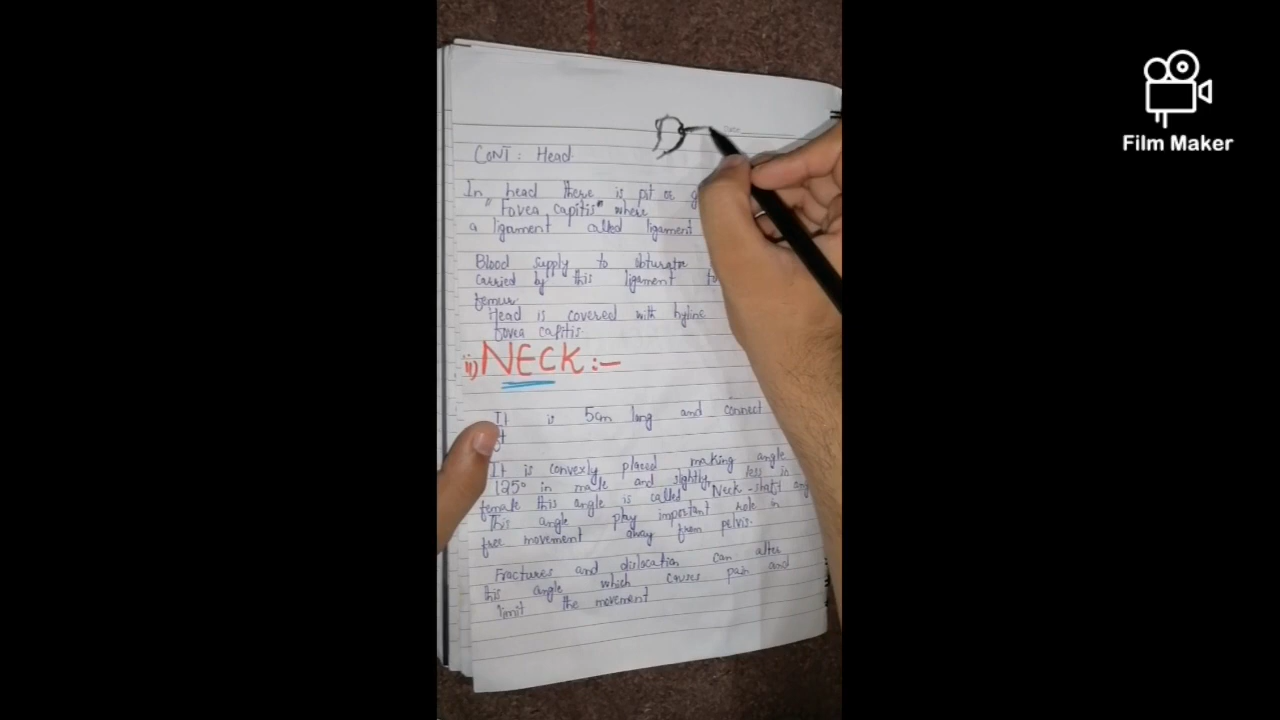 Film Maker
Date
CONT: Head
In head there is pit or
"Fovea capitis" where
a ligament called ligament
Blood supply to obturator
carried by this ligament
femur
Head is covered with hyline
fovea capitis.
ii) NECK :-
It is 5cm long and connect
It is convexly placed making angle
125° in male and slightly less in
female this angle is called Neck-shaft
This angle play important role in
free movement away from pelvis.
Fractures and dislocation can alter
this angle which causes pain and
limit the movement